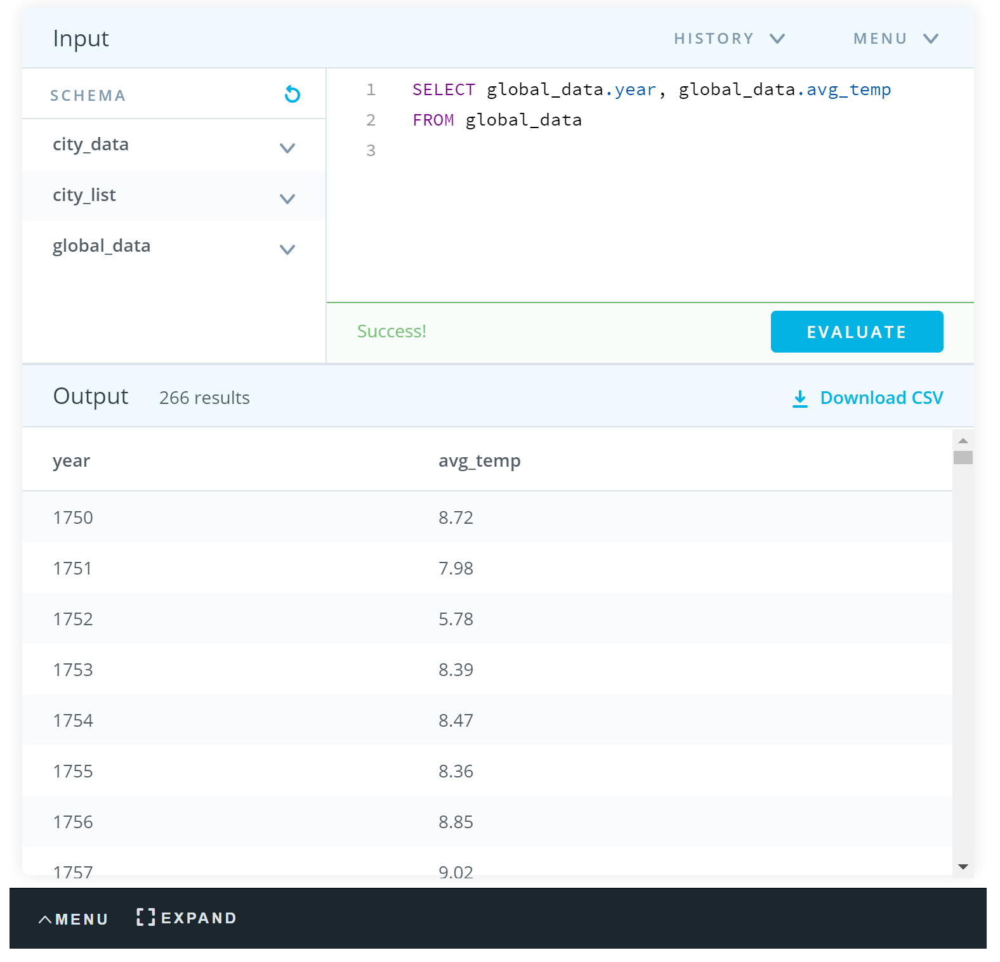 Input HISTORY MENU
SCHEMA
city_data
city_list
global_data
1 SELECT global_data.year, global_data.avg_temp
2 FROM global_data
3
Success! EVALUATE
Output 266 results Download CSV
year avg_temp
1750 8.72
1751 7.98
1752 5.78
1753 8.39
1754 8.47
1755 8.36
1756 8.85
1757 9.02
MENU EXPAND